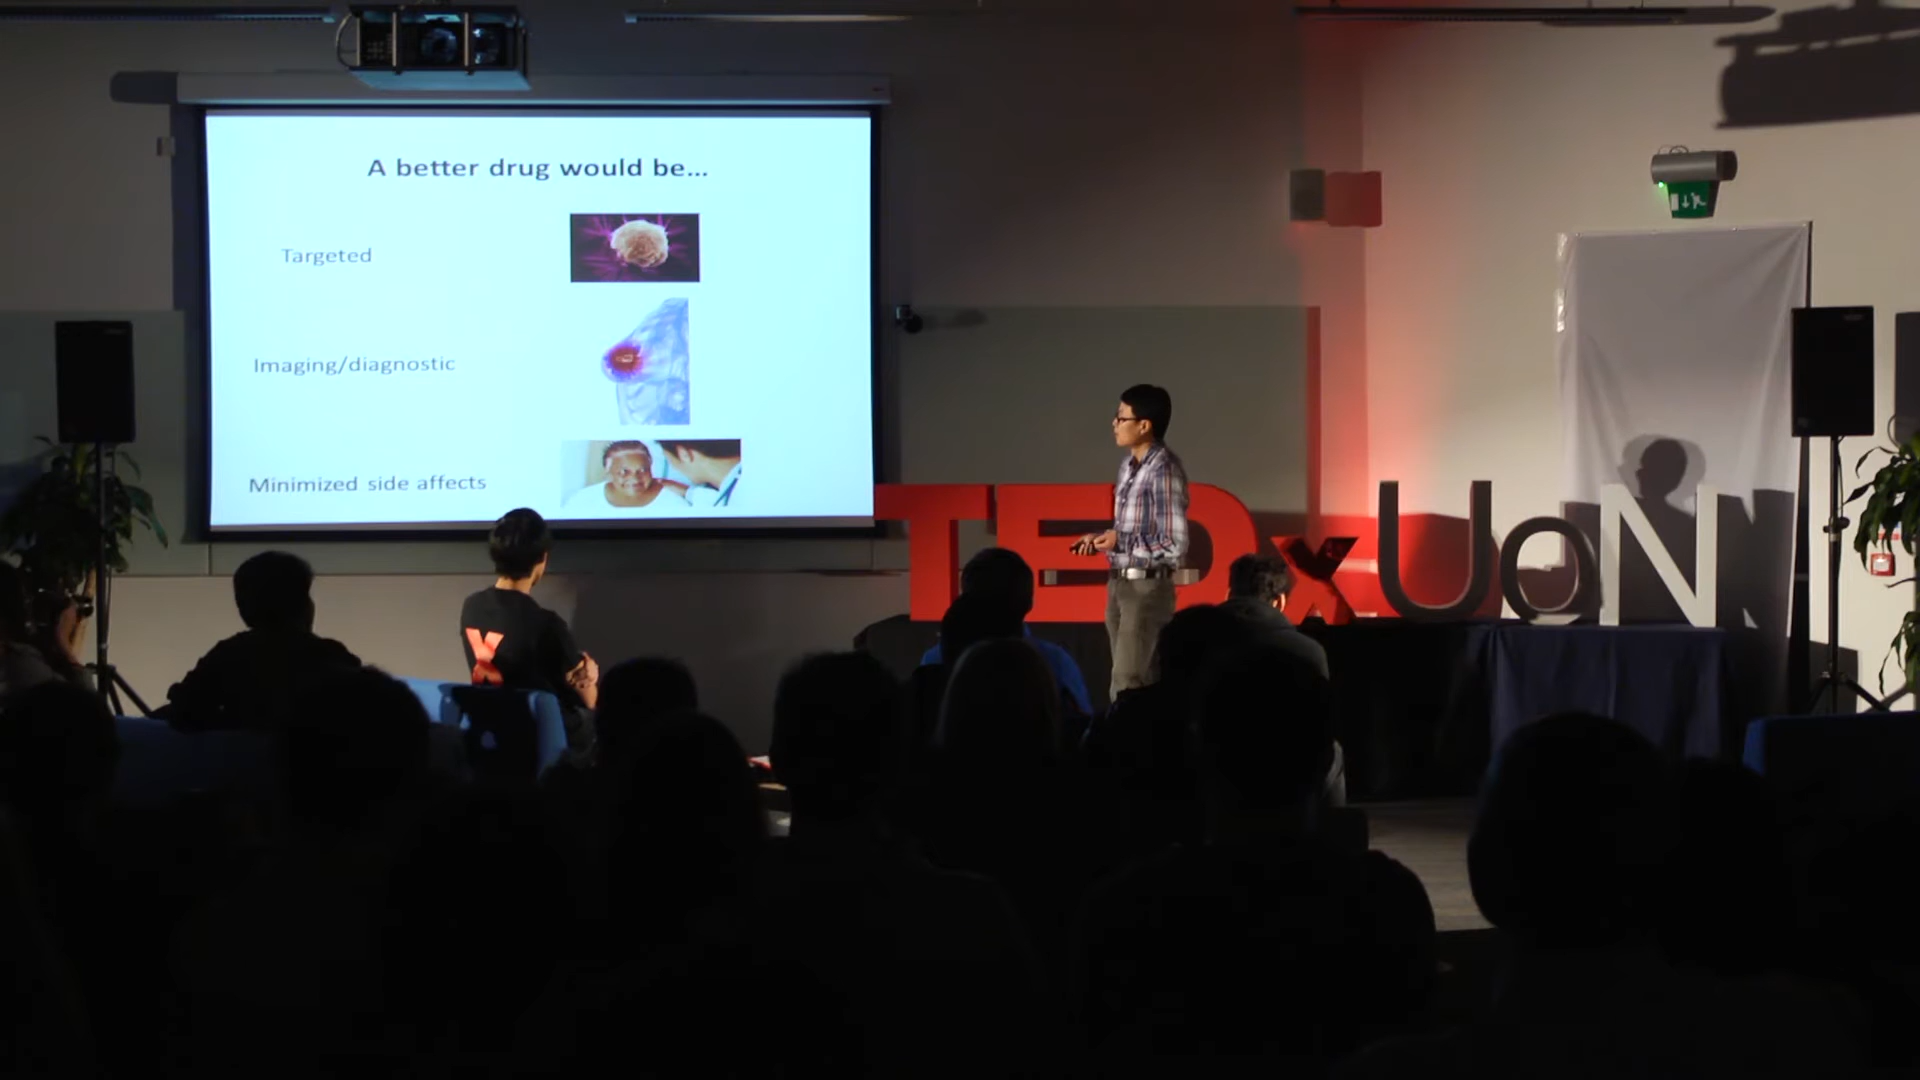 A better drug would be...
Targeted
Imaging/diagnostic
Minimized side affects
TEDxUoN
X